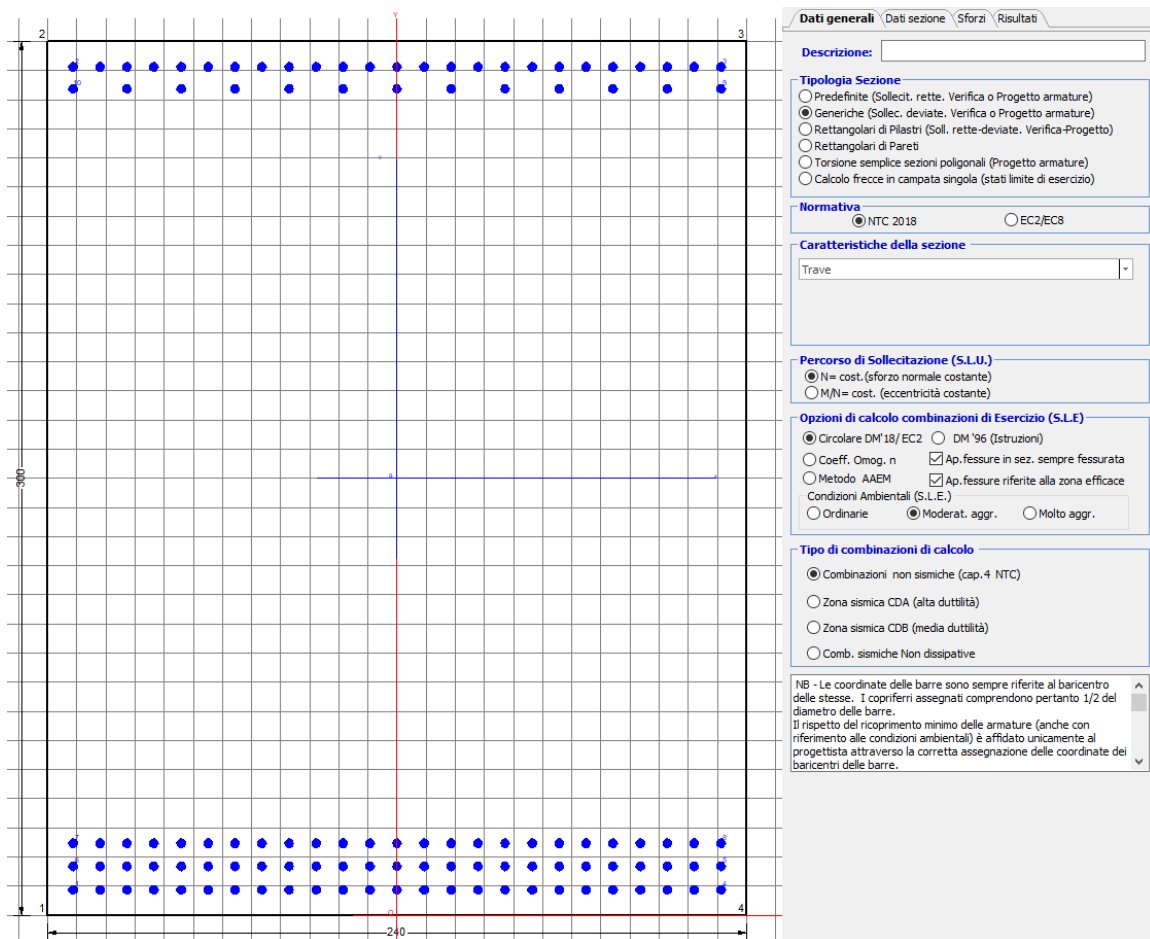 Y
2
3
1
4
300
240
Dati generali
Dati sezione
Sforzi
Risultati
Descrizione:
Tipologia Sezione
Predefinite (Sollecit. rette. Verifica o Progetto armature)
Generiche (Sollec. deviate. Verifica o Progetto armature)
Rettangolari di Pilastri (Soll. rette-deviate. Verifica-Progetto)
Rettangolari di Pareti
Torsione semplice sezioni poligonali (Progetto armature)
Calcolo frecce in campata singola (stati limite di esercizio)
Normativa
NTC 2018
EC2/EC8
Caratteristiche della sezione
Trave
Percorso di Sollecitazione (S.L.U.)
N= cost.(sforzo normale costante)
M/N= cost. (eccentricità costante)
Opzioni di calcolo combinazioni di Esercizio (S.L.E)
Circolare DM'18/ EC2
DM '96 (Istruzioni)
Coeff. Omog. n
Ap.fessure in sez. sempre fessurata
Metodo AAEM
Ap.fessure riferite alla zona efficace
Condizioni Ambientali (S.L.E.)
Ordinarie
Moderat. aggr.
Molto aggr.
Tipo di combinazioni di calcolo
Combinazioni non sismiche (cap.4 NTC)
Zona sismica CDA (alta duttilità)
Zona sismica CDB (media duttilità)
Comb. sismiche Non dissipative
NB - Le coordinate delle barre sono sempre riferite al baricentro
delle stesse. I copriferri assegnati comprendono pertanto 1/2 del
diametro delle barre.
Il rispetto del ricoprimento minimo delle armature (anche con
riferimento alle condizioni ambientali) è affidato unicamente al
progettista attraverso la corretta assegnazione delle coordinate dei
baricentri delle barre.